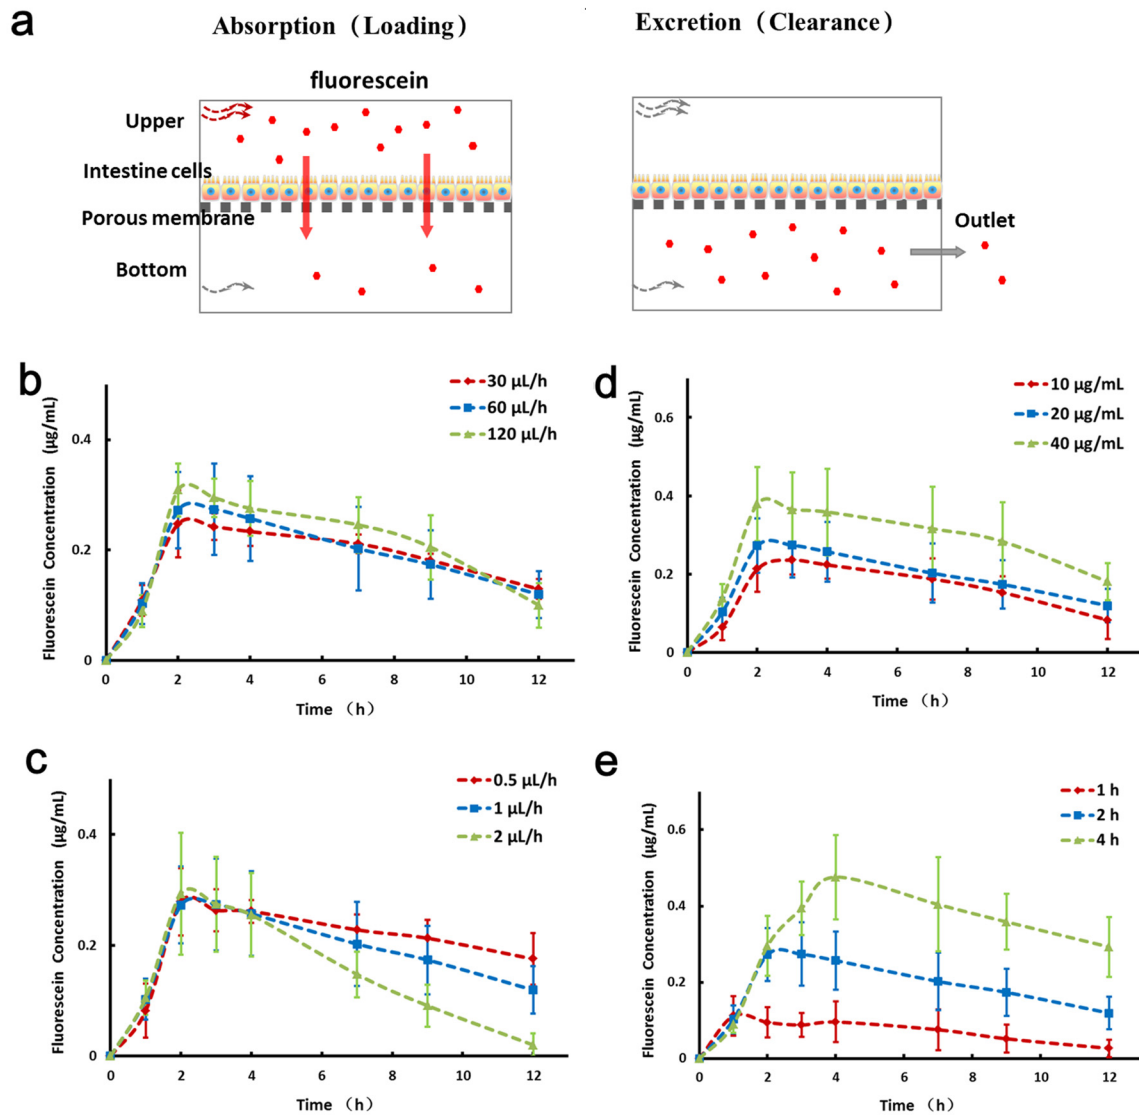 a
Absorption (Loading)
Excretion (Clearance)
fluorescein
Upper
Intestine cells
Porous membrane
Bottom
Outlet
b
Fluorescein Concentration (μg/mL)
0.4
0.2
0
0 2 4 6 8 10 12
Time (h)
30 μL/h
60 μL/h
120 μL/h
d
Fluorescein Concentration (μg/mL)
0.6
0.4
0.2
0
0 2 4 6 8 10 12
Time (h)
10 μg/mL
20 μg/mL
40 μg/mL
c
Fluorescein Concentration (μg/mL)
0.4
0.2
0
0 2 4 6 8 10 12
Time (h)
0.5 μL/h
1 μL/h
2 μL/h
e
Fluorescein Concentration (μg/mL)
0.6
0.4
0.2
0
0 2 4 6 8 10 12
Time (h)
1 h
2 h
4 h